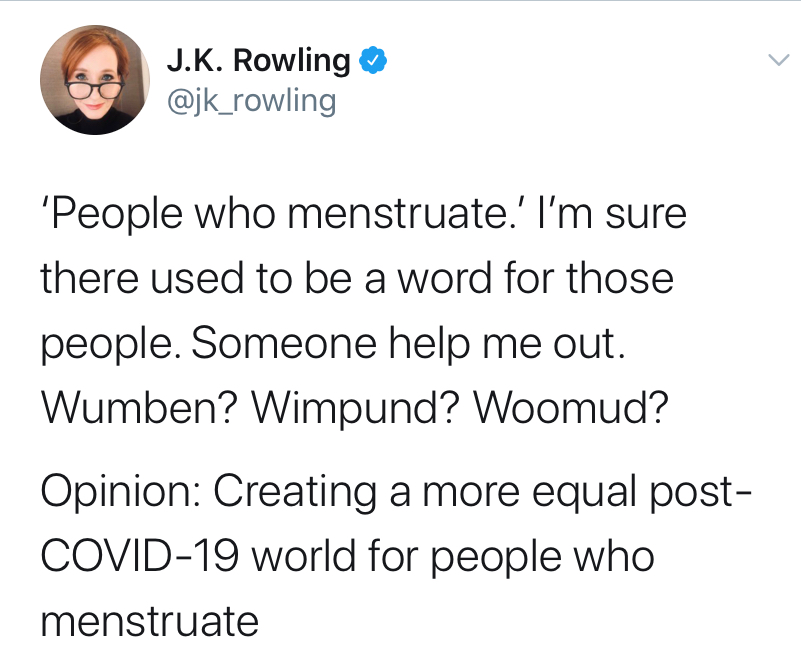 J.K. Rowling
@jk_rowling
'People who menstruate.' I'm sure
there used to be a word for those
people. Someone help me out.
Wumben? Wimpund? Woomud?
Opinion: Creating a more equal post-
COVID-19 world for people who
menstruate